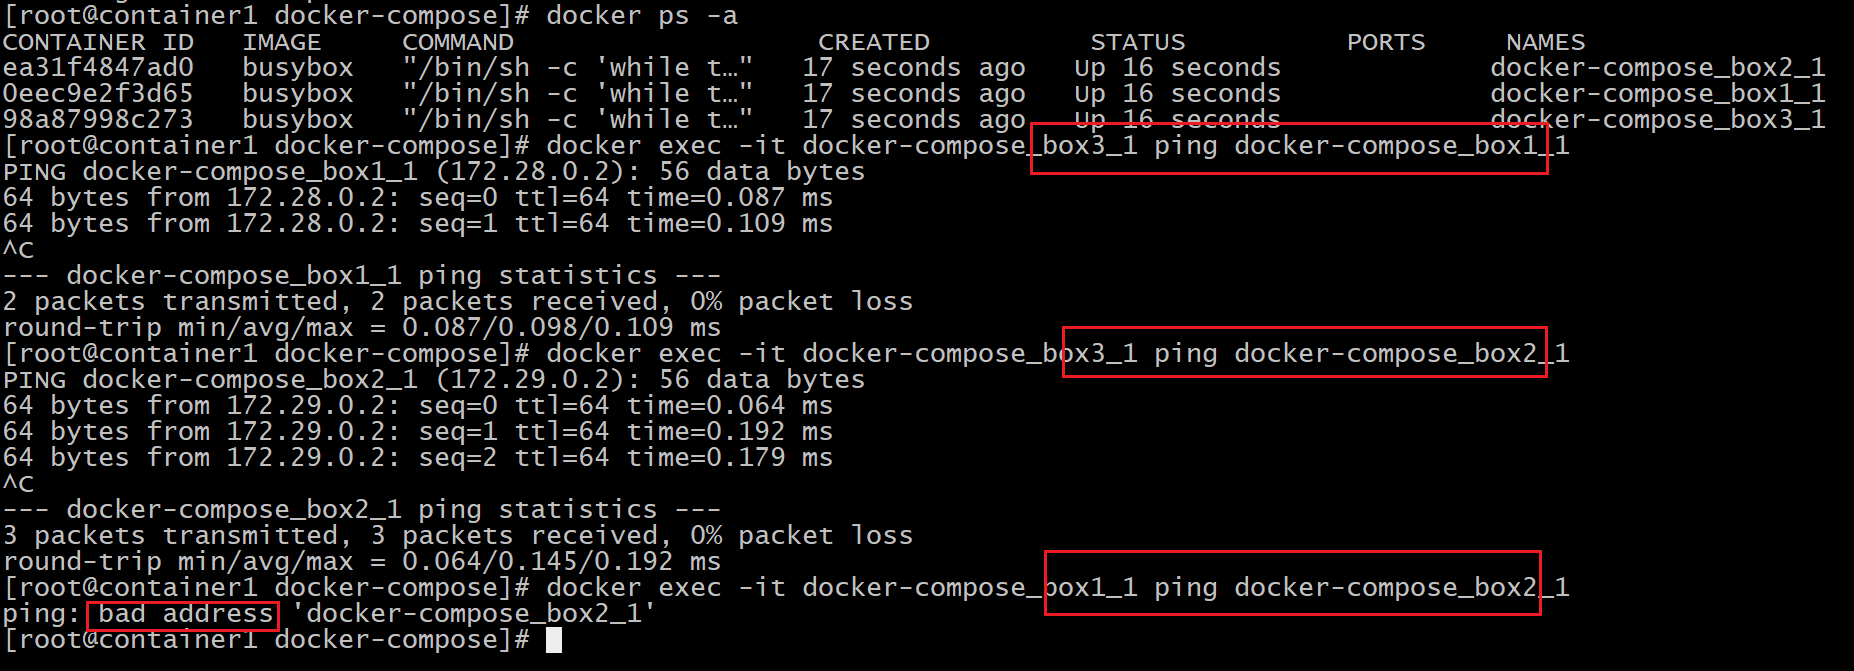 [root@container1 docker-compose]# docker ps -a
CONTAINER ID   IMAGE     COMMAND                   CREATED          STATUS          PORTS     NAMES
ea31f4847ad0   busybox   "/bin/sh -c 'while t…"   17 seconds ago   Up 16 seconds             docker-compose_box2_1
0eec9e2f3d65   busybox   "/bin/sh -c 'while t…"   17 seconds ago   Up 16 seconds             docker-compose_box1_1
98a87998c273   busybox   "/bin/sh -c 'while t…"   17 seconds ago   Up 16 seconds             docker-compose_box3_1
[root@container1 docker-compose]# docker exec -it docker-compose_box3_1 ping docker-compose_box1_1
PING docker-compose_box1_1 (172.28.0.2): 56 data bytes
64 bytes from 172.28.0.2: seq=0 ttl=64 time=0.087 ms
64 bytes from 172.28.0.2: seq=1 ttl=64 time=0.109 ms
^C
--- docker-compose_box1_1 ping statistics ---
2 packets transmitted, 2 packets received, 0% packet loss
round-trip min/avg/max = 0.087/0.098/0.109 ms
[root@container1 docker-compose]# docker exec -it docker-compose_box3_1 ping docker-compose_box2_1
PING docker-compose_box2_1 (172.29.0.2): 56 data bytes
64 bytes from 172.29.0.2: seq=0 ttl=64 time=0.064 ms
64 bytes from 172.29.0.2: seq=1 ttl=64 time=0.192 ms
64 bytes from 172.29.0.2: seq=2 ttl=64 time=0.179 ms
^C
--- docker-compose_box2_1 ping statistics ---
3 packets transmitted, 3 packets received, 0% packet loss
round-trip min/avg/max = 0.064/0.145/0.192 ms
[root@container1 docker-compose]# docker exec -it docker-compose_box1_1 ping docker-compose_box2_1
ping: bad address 'docker-compose_box2_1'
[root@container1 docker-compose]#